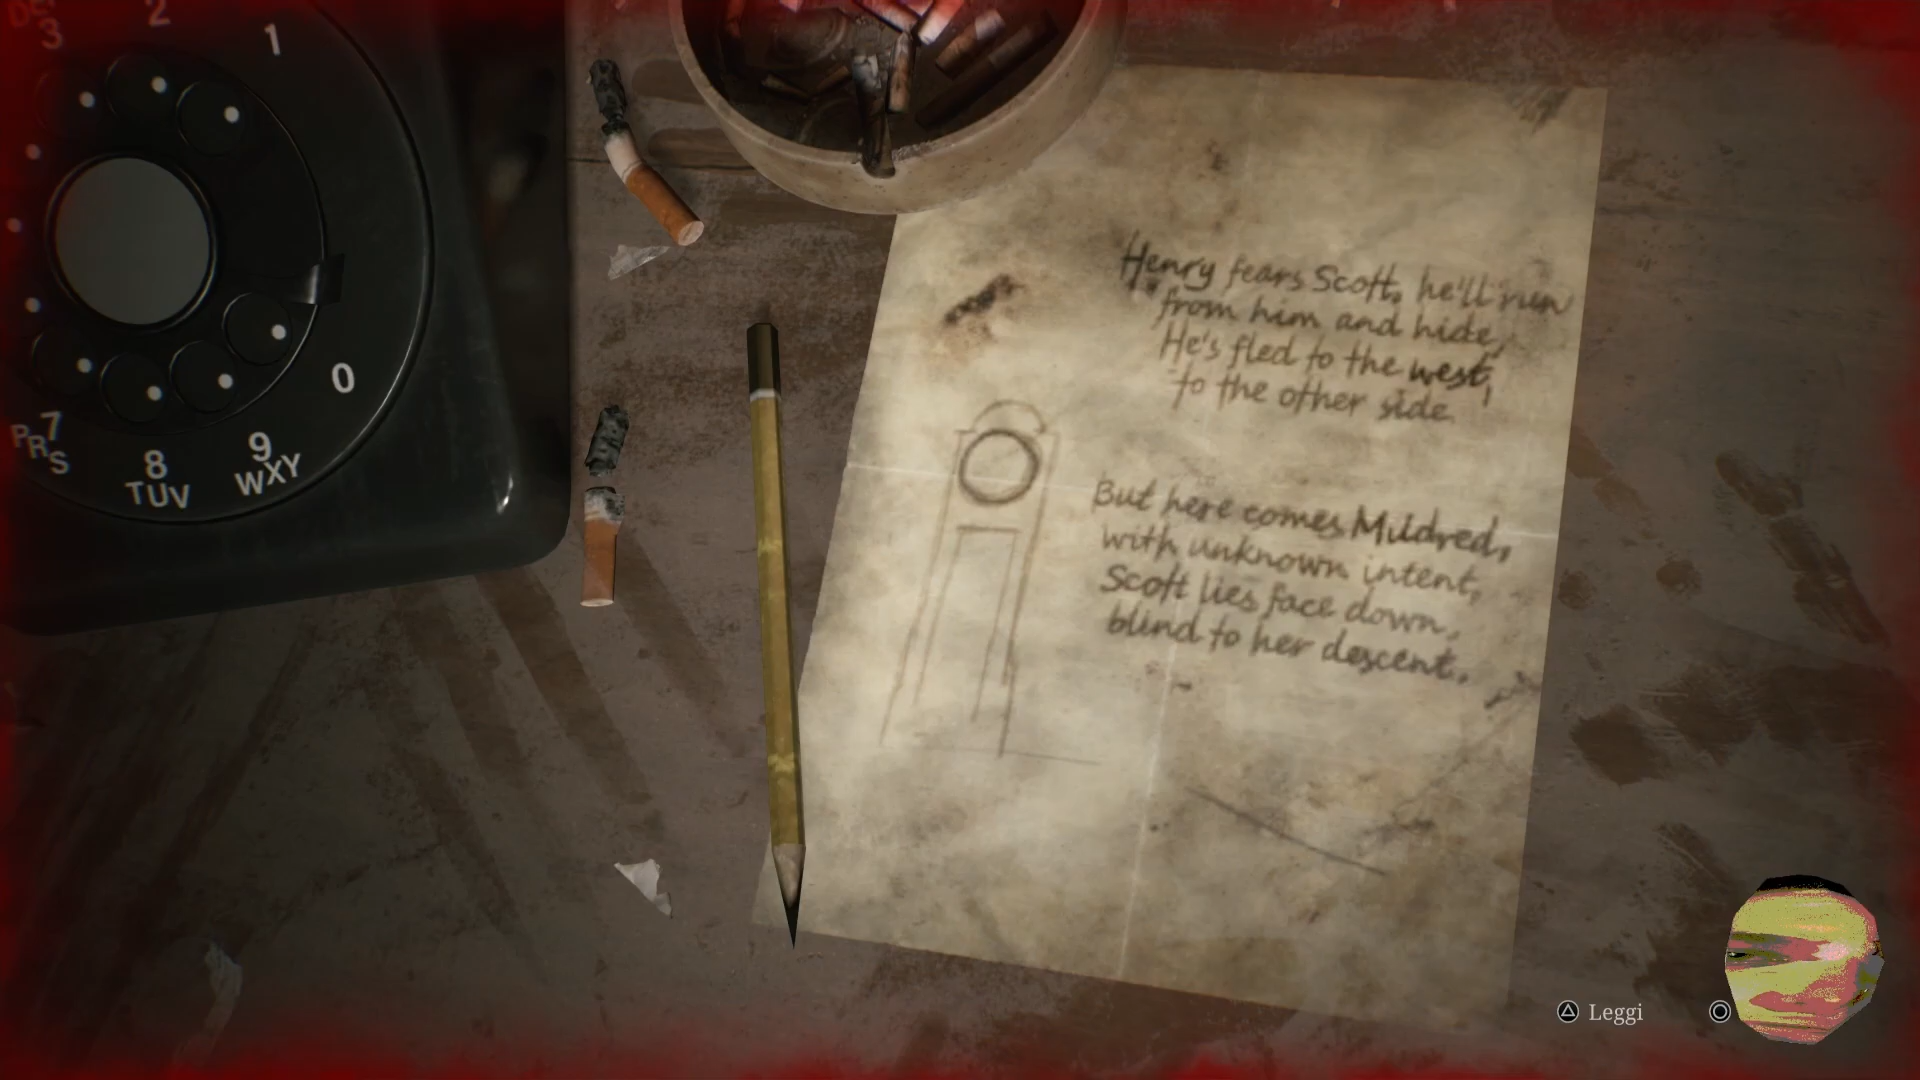 2
3
1
0
7
PRS
8
TUV
9
WXY
Henry fears Scott, he'll run
from him and hide,
He's fled to the west,
to the other side.
But here comes Mildred,
with unknown intent,
Scott lies face down,
blind to her descent.
Leggi